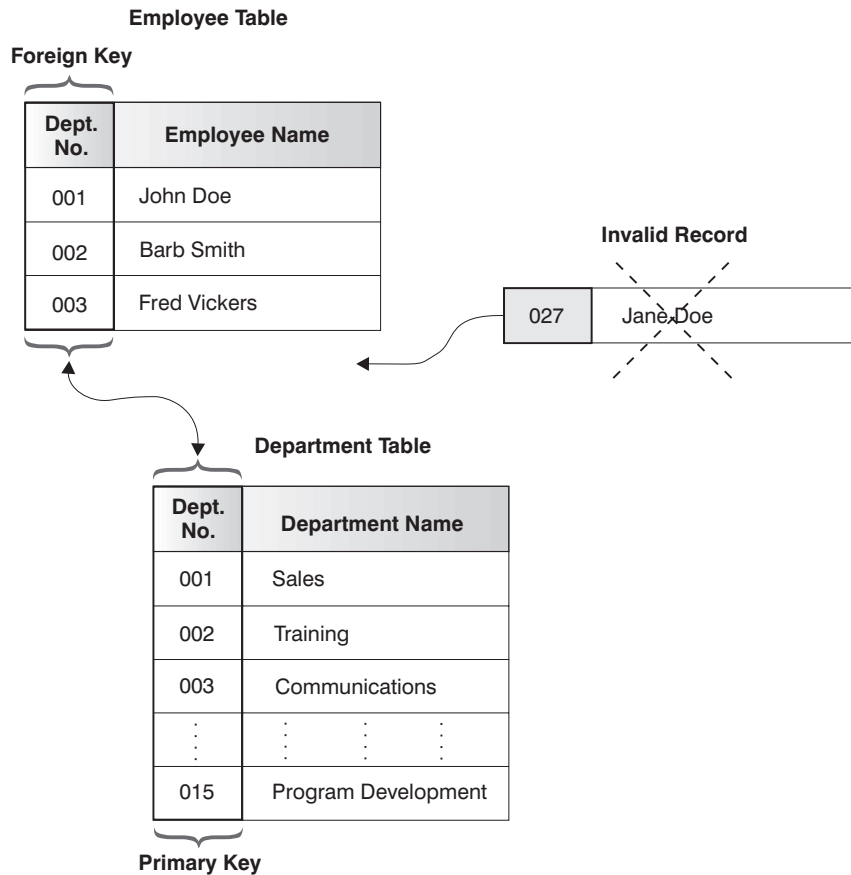 Employee Table
Foreign Key
Dept. No.
Employee Name
001 John Doe
002 Barb Smith
003 Fred Vickers
Invalid Record
027 Jane Doe
Department Table
Dept. No.
Department Name
001 Sales
002 Training
003 Communications
015 Program Development
Primary Key